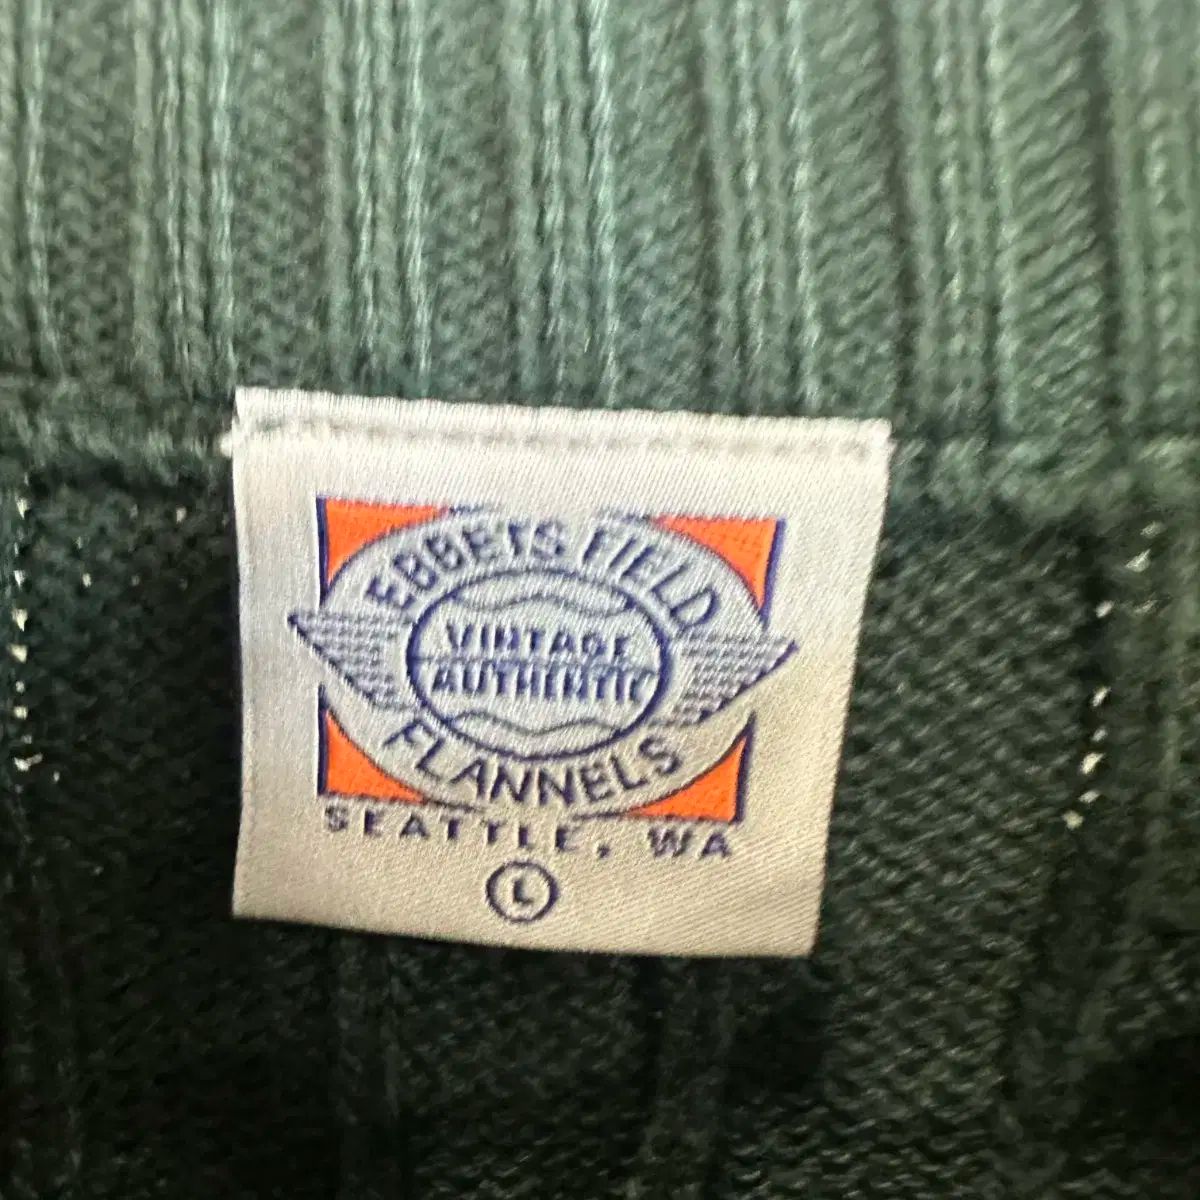 EBBETS FIELD
VINTAGE
AUTHENTIC
FLANNELS
SEATTLE, WA
L